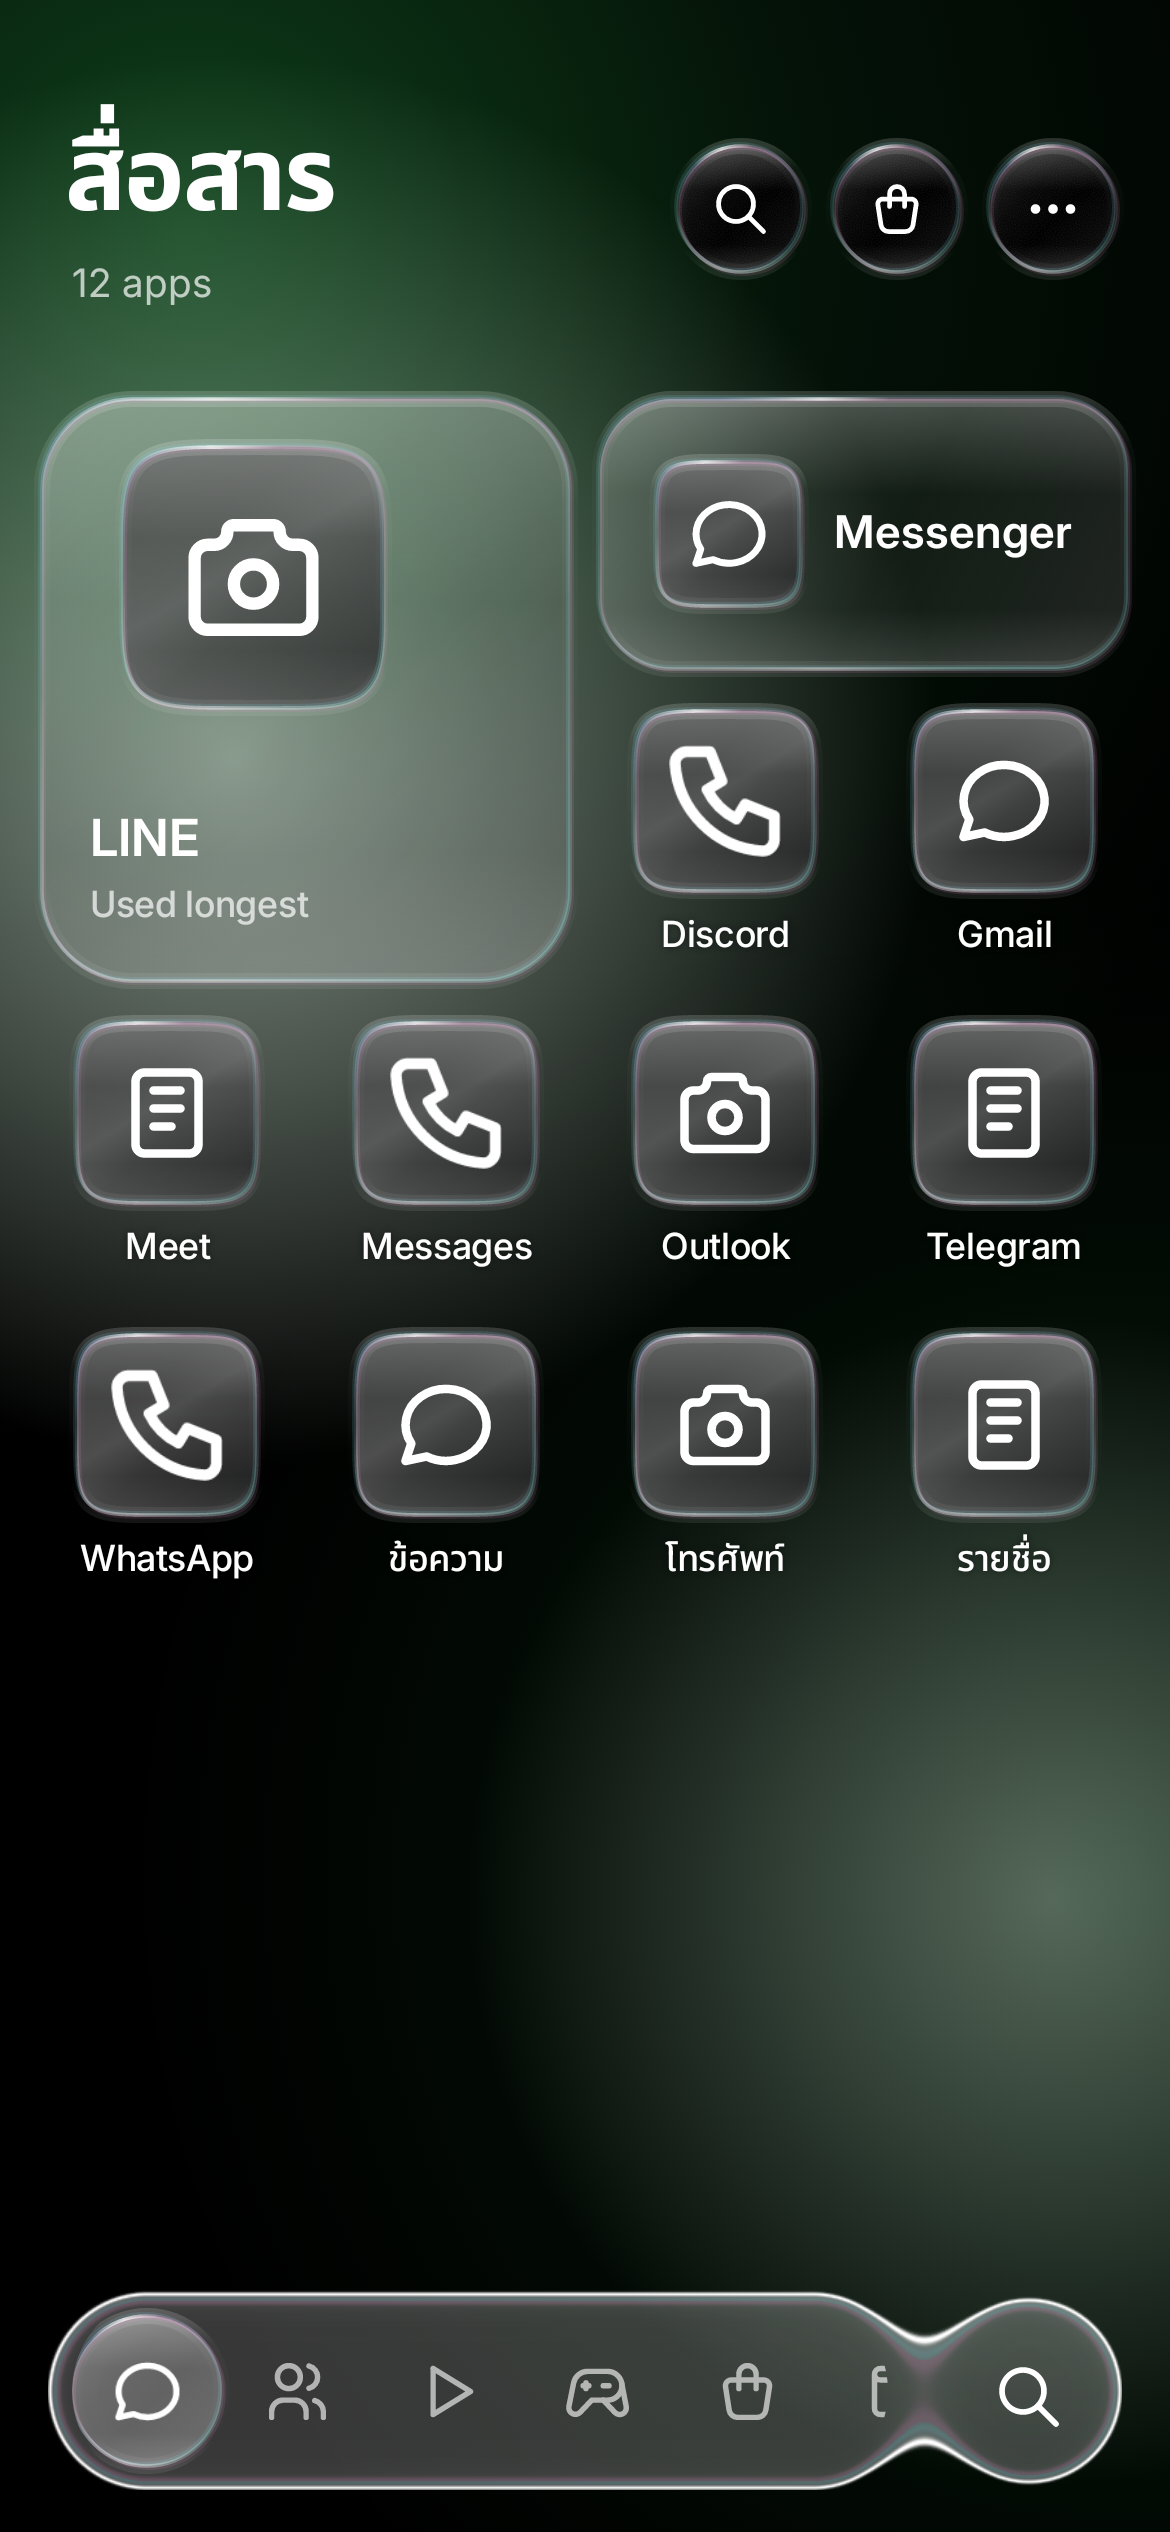 สื่อสาร
12 apps
LINE
Used longest
Messenger
Discord
Gmail
Meet
Messages
Outlook
Telegram
WhatsApp
ข้อความ
โทรศัพท์
รายชื่อ